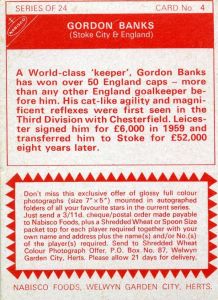 SERIES OF 24
CARD No. 4
NABISCO
GORDON BANKS
(Stoke City & England)
A World-class 'keeper', Gordon Banks
has won over 50 England caps – more
than any other England goalkeeper be-
fore him. His cat-like agility and magni-
ficent reflexes were first seen in the
Third Division with Chesterfield. Leices-
ter signed him for £6,000 in 1959 and
transferred him to Stoke for £52,000
eight years later.
Don't miss this exclusive offer of glossy full colour
photographs (size 7" x 5") mounted in autographed
folders of all your favourite stars in the current series.
Just send a 3/11d. cheque/postal order made payable
to Nabisco Foods, plus a Shredded Wheat or Spoon Size
packet top for each player required together with your
own name and address plus the name(s) and/or No.(s)
of the player(s) required. Send to Shredded Wheat
Colour Photograph Offer, P.O. Box No. 87, Welwyn
Garden City, Herts. Please allow 21 days for delivery.
NABISCO FOODS, WELWYN GARDEN CITY, HERTS.